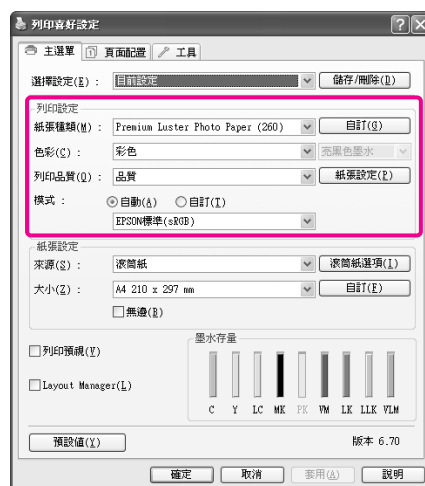 列印喜好設定
主選單 頁面配置 工具
選擇設定(E)： 目前設定 儲存/刪除(D)
列印設定
紙張種類(M)： Premium Luster Photo Paper (260) 自訂(G)
色彩(C)： 彩色 亮黑色墨水
列印品質(Q)： 品質 紙張設定(P)
模式： 自動(A) 自訂(I)
EPSON標準(sRGB)
紙張設定
來源(S)： 滾筒紙 滾筒紙選項(I)
大小(Z)： A4 210 x 297 mm 自訂(F)
無邊(B)
墨水存量
列印預視(V)
Layout Manager(L)
C Y LC MK PK VM LK LLK VLM
預設值(Y) 版本 6.70
確定 取消 套用(A) 說明